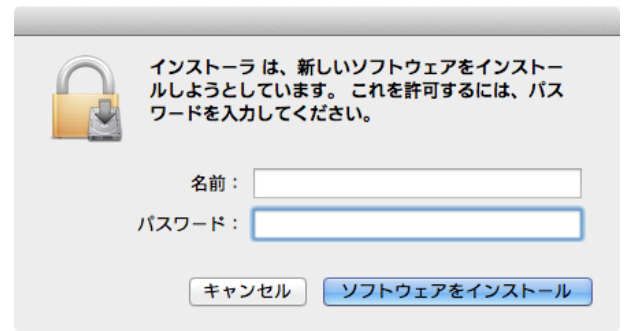 インストーラ は、新しいソフトウェアをインストー
ルしようとしています。 これを許可するには、パス
ワードを入力してください。
名前：
パスワード：
キャンセル
ソフトウェアをインストール